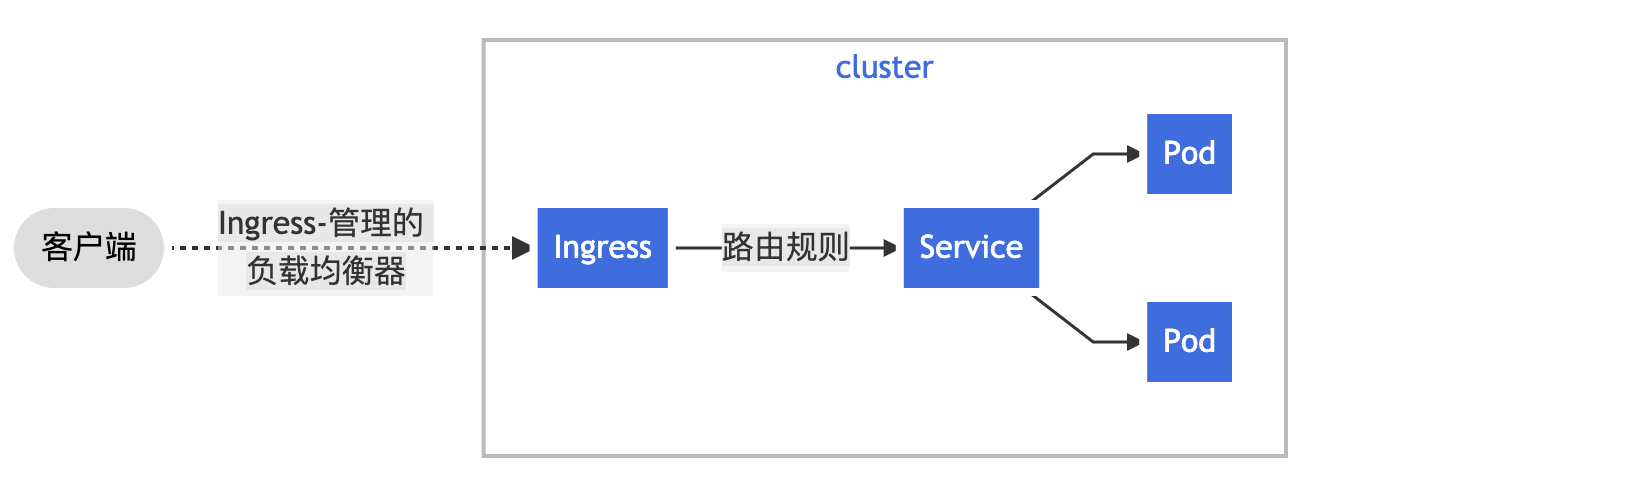 cluster
客户端
Ingress-管理的
负载均衡器
Ingress
路由规则
Service
Pod
Pod